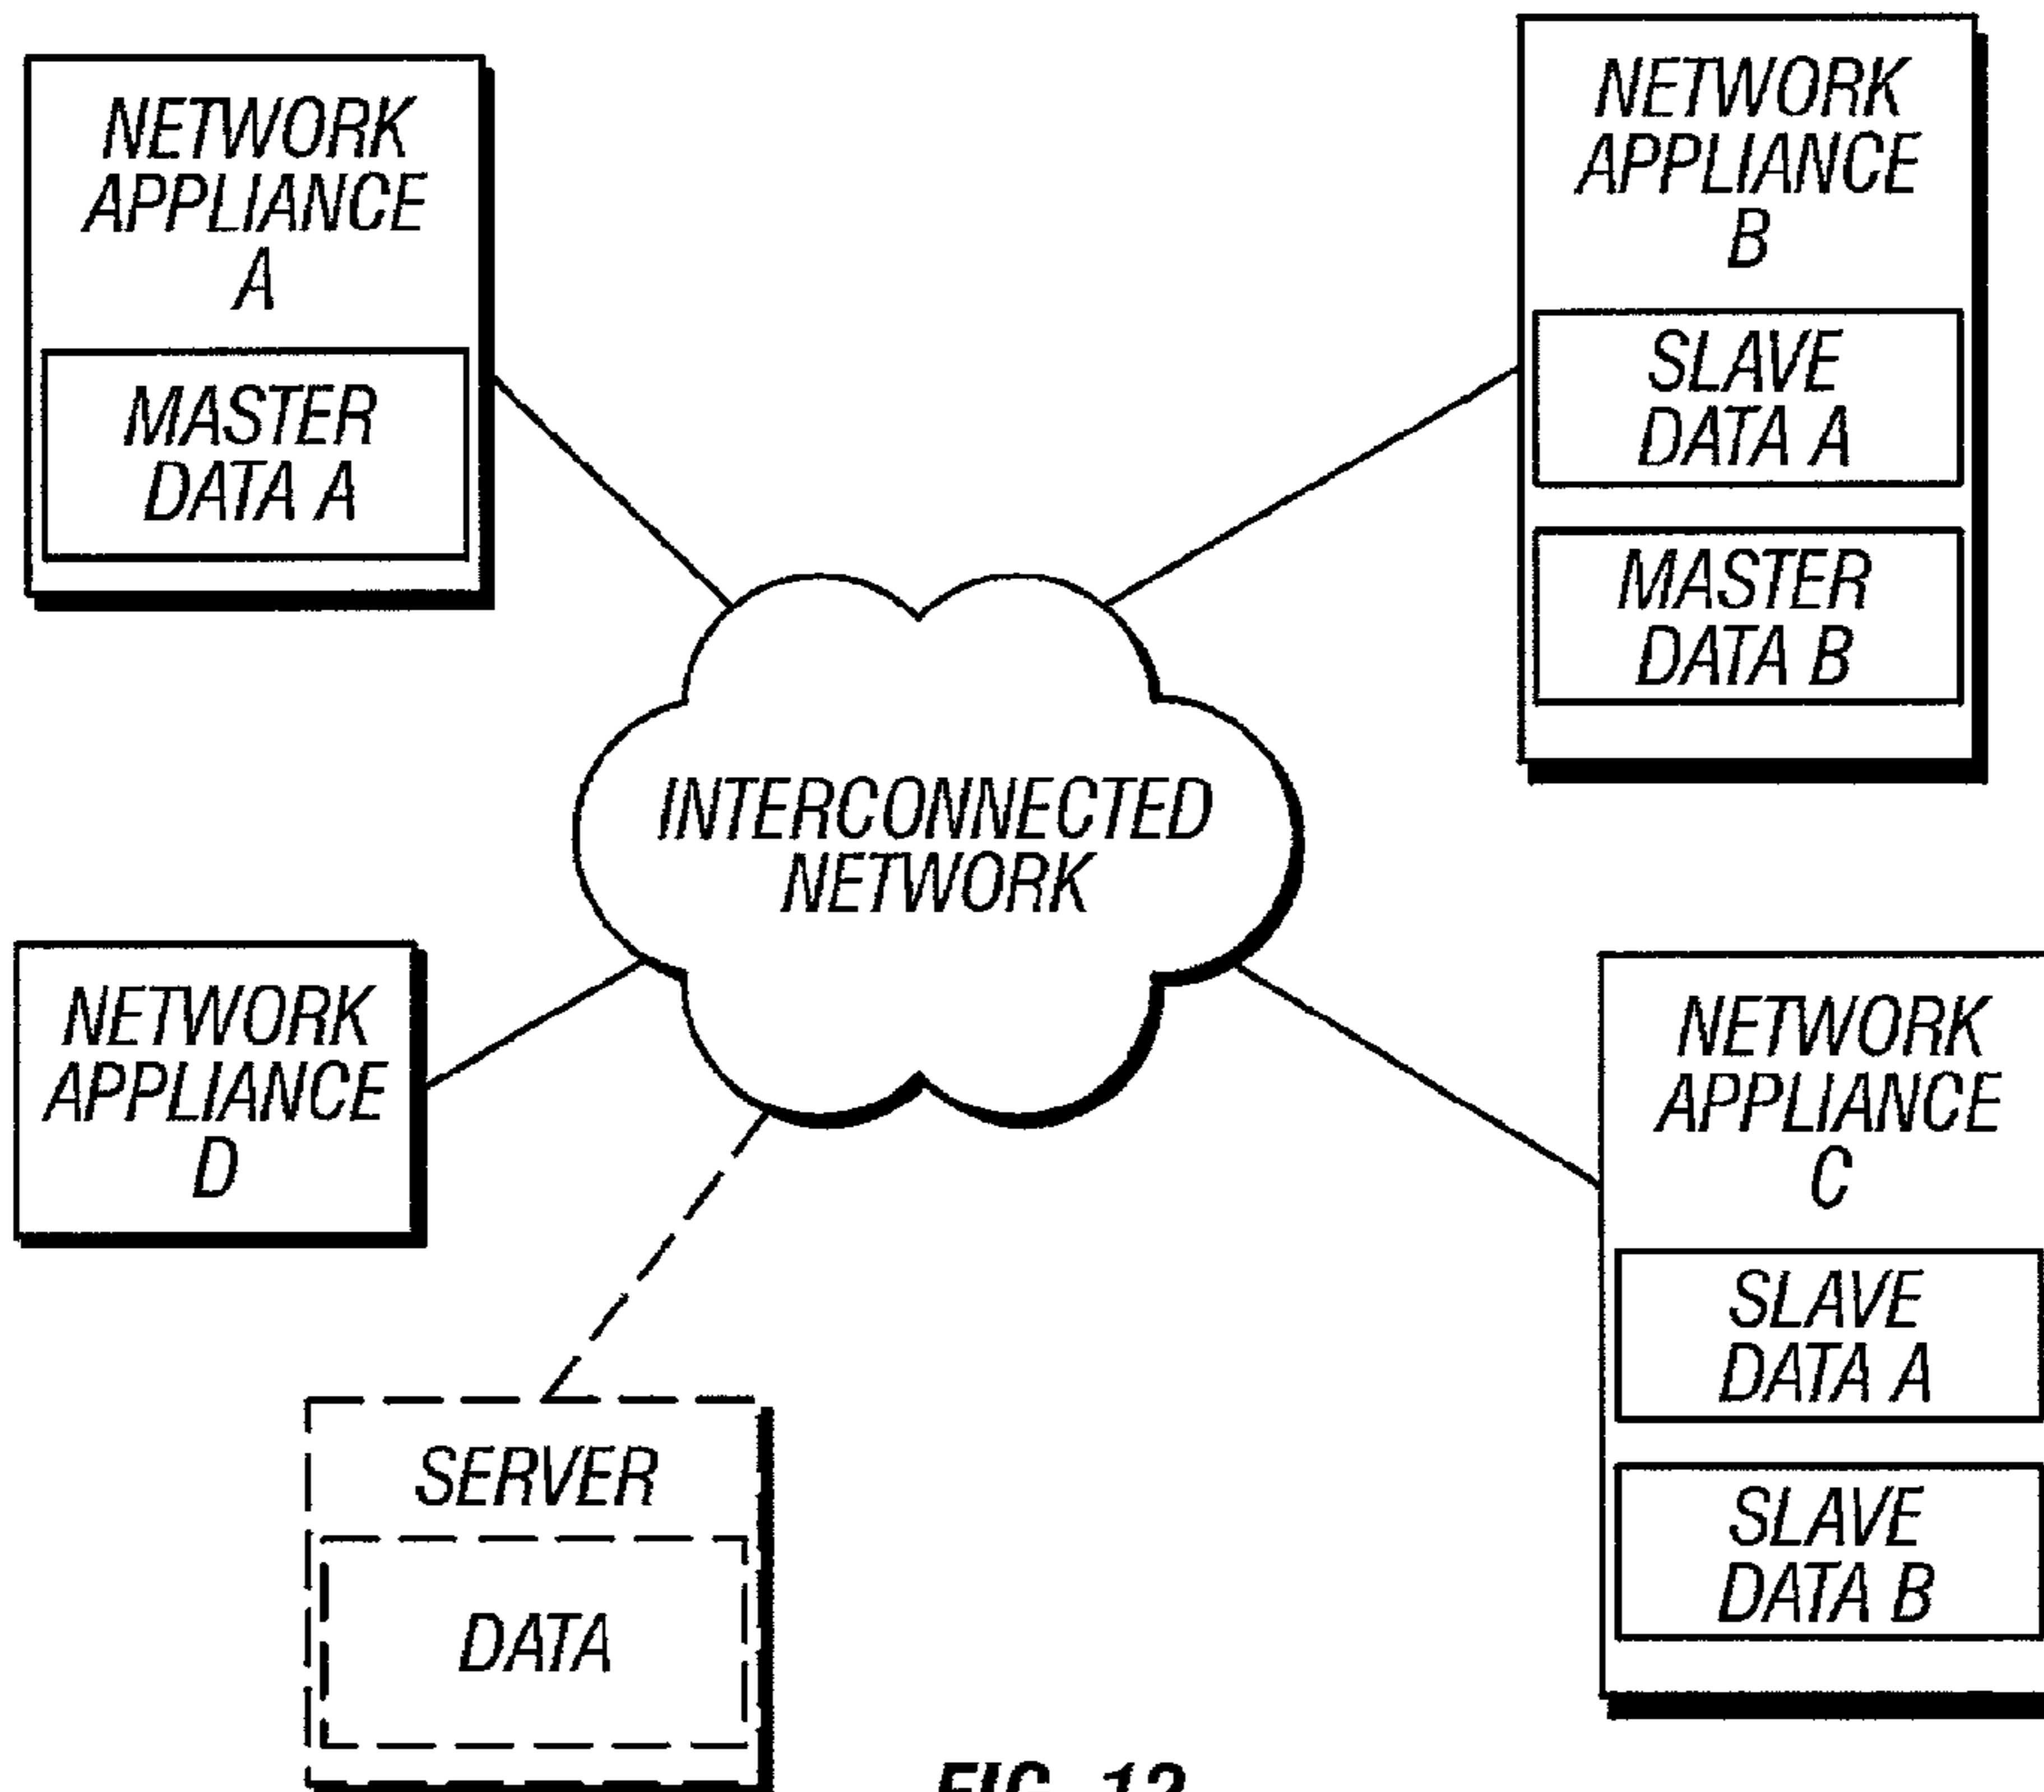 NETWORK
APPLIANCE
A
MASTER
DATA A
NETWORK
APPLIANCE
B
SLAVE
DATA A
MASTER
DATA B
INTERCONNECTED
NETWORK
NETWORK
APPLIANCE
D
NETWORK
APPLIANCE
C
SLAVE
DATA A
SLAVE
DATA B
SERVER
DATA